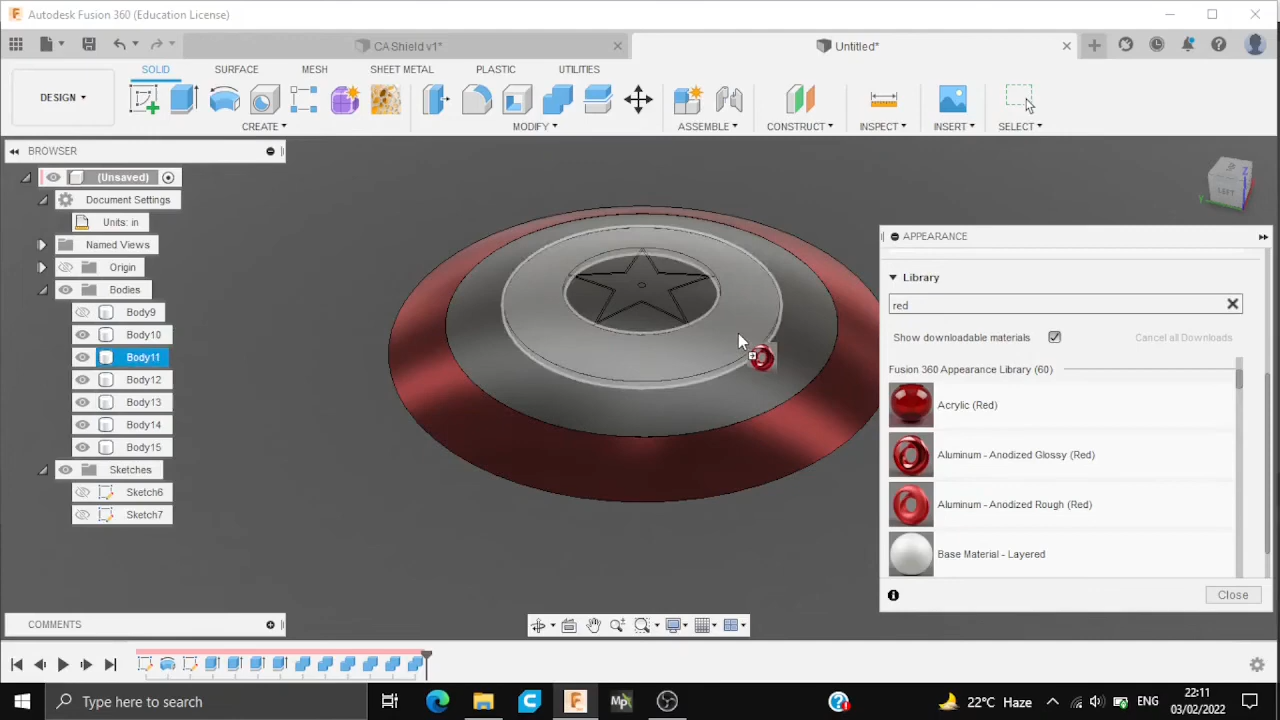 Autodesk Fusion 360 (Education License)
CAShield v1*
Untitled*
SOLID SURFACE MESH SHEET METAL PLASTIC UTILITIES
DESIGN
CREATE MODIFY ASSEMBLE CONSTRUCT INSPECT INSERT SELECT
BROWSER
(Unsaved)
Document Settings
Units: in
Named Views
Origin
Bodies
Body9
Body10
Body11
Body12
Body13
Body14
Body15
Sketches
Sketch6
Sketch7
LEFT
Z
Y
APPEARANCE
Library
red
Show downloadable materials Cancel all Downloads
Fusion 360 Appearance Library (60)
Acrylic (Red)
Aluminum - Anodized Glossy (Red)
Aluminum - Anodized Rough (Red)
Base Material - Layered
Close
COMMENTS
Type here to search
Mp
22°C Haze
ENG
22:11
03/02/2022